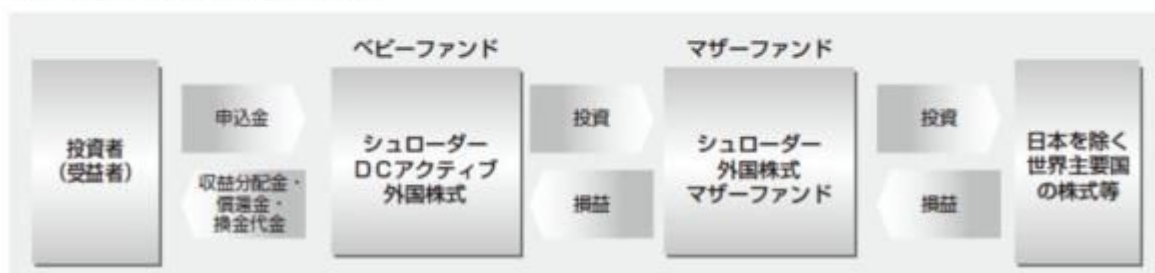 ベビーファンド
マザーファンド
投資者
(受益者)
申込金
収益分配金・
償還金・
換金代金
シュローダー
DCアクティブ
外国株式
投資
損益
シュローダー
外国株式
マザーファンド
投資
損益
日本を除く
世界主要国
の株式等